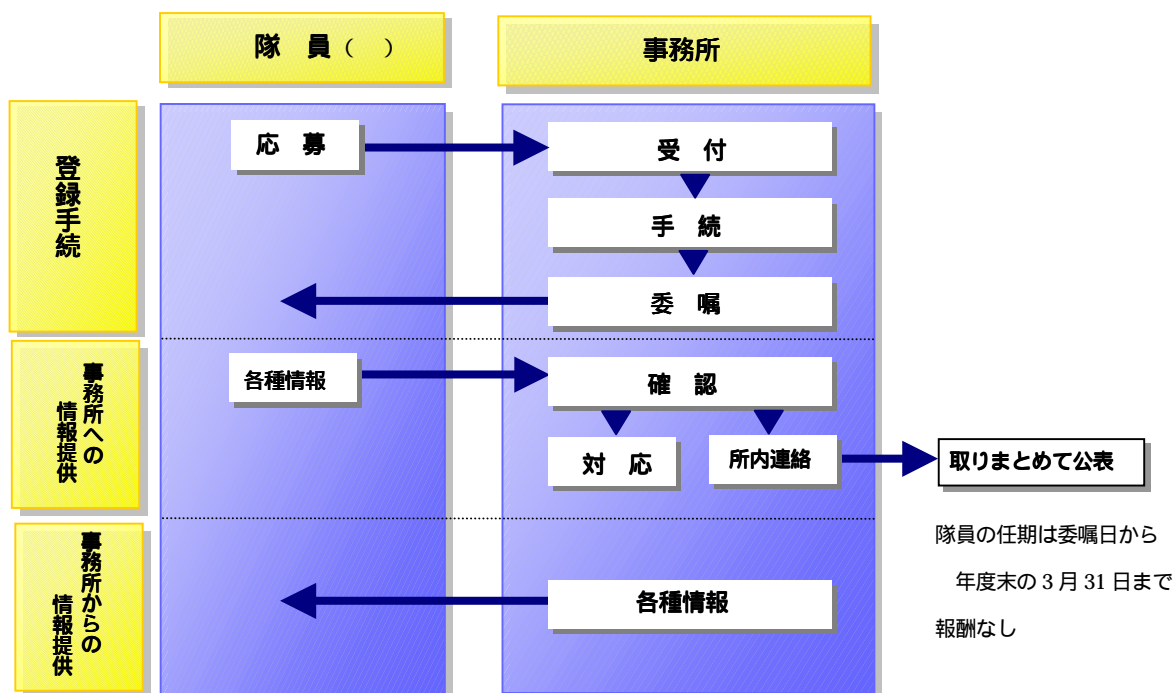 隊　員（　）
事務所
登録手続
応　募
受　付
手　続
委　嘱
事務所への
情報提供
各種情報
確　認
対　応
所内連絡
取りまとめて公表
隊員の任期は委嘱日から
年度末の 3 月 31 日まで
報酬なし
事務所からの
情報提供
各種情報